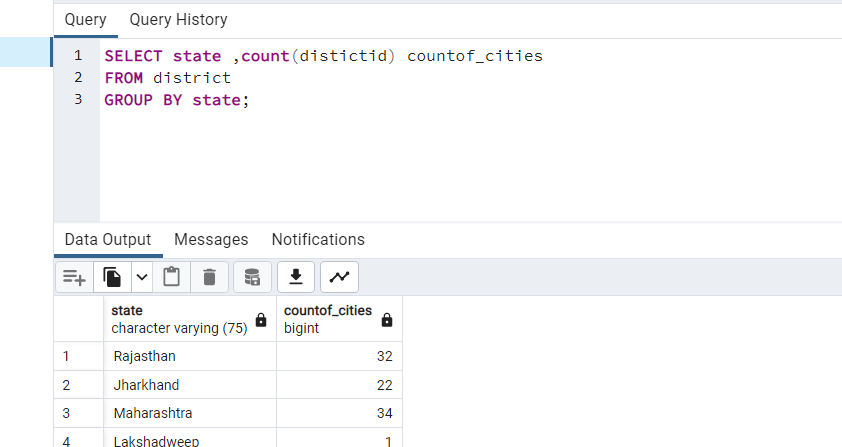 Query Query History
1 SELECT state ,count(distictid) countof_cities
2 FROM district
3 GROUP BY state;
Data Output Messages Notifications
state countof_cities
character varying (75) bigint
1 Rajasthan 32
2 Jharkhand 22
3 Maharashtra 34
4 Lakshadweep 1